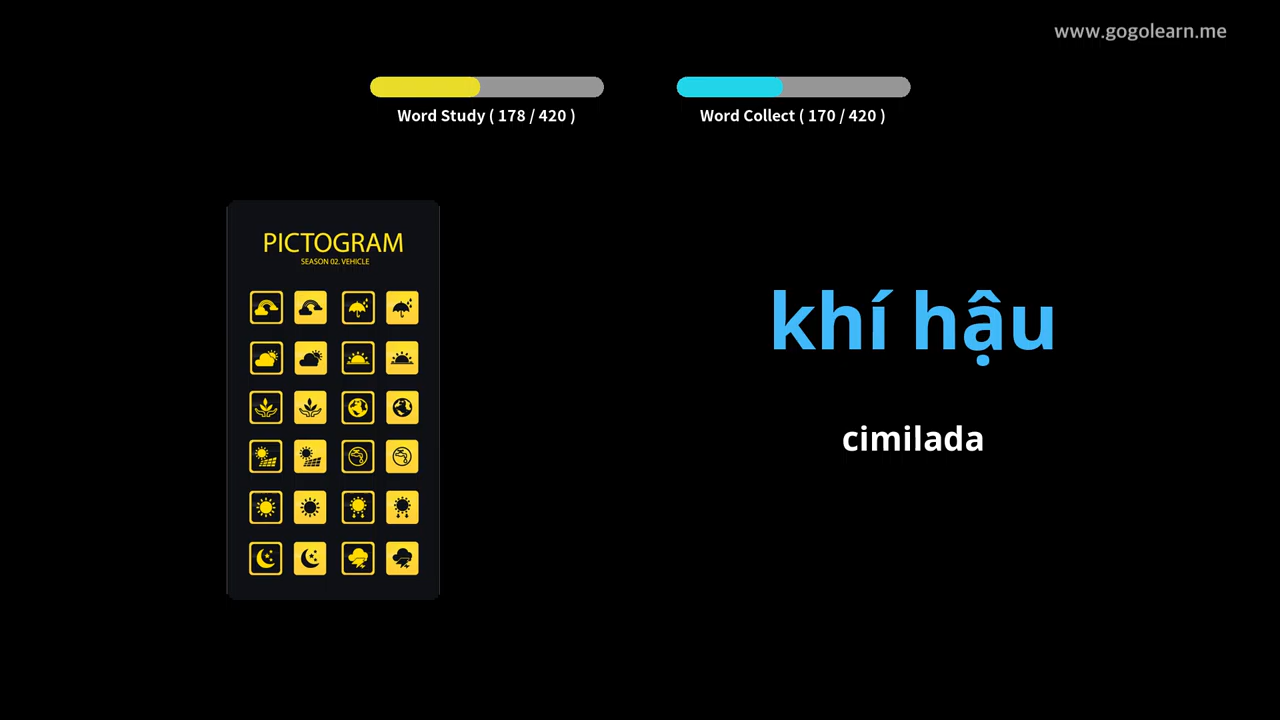 www.gogolearn.me
Word Study ( 178 / 420 )
Word Collect ( 170 / 420 )
PICTOGRAM
SEASON 02. VEHICLE
khí hậu
cimilada